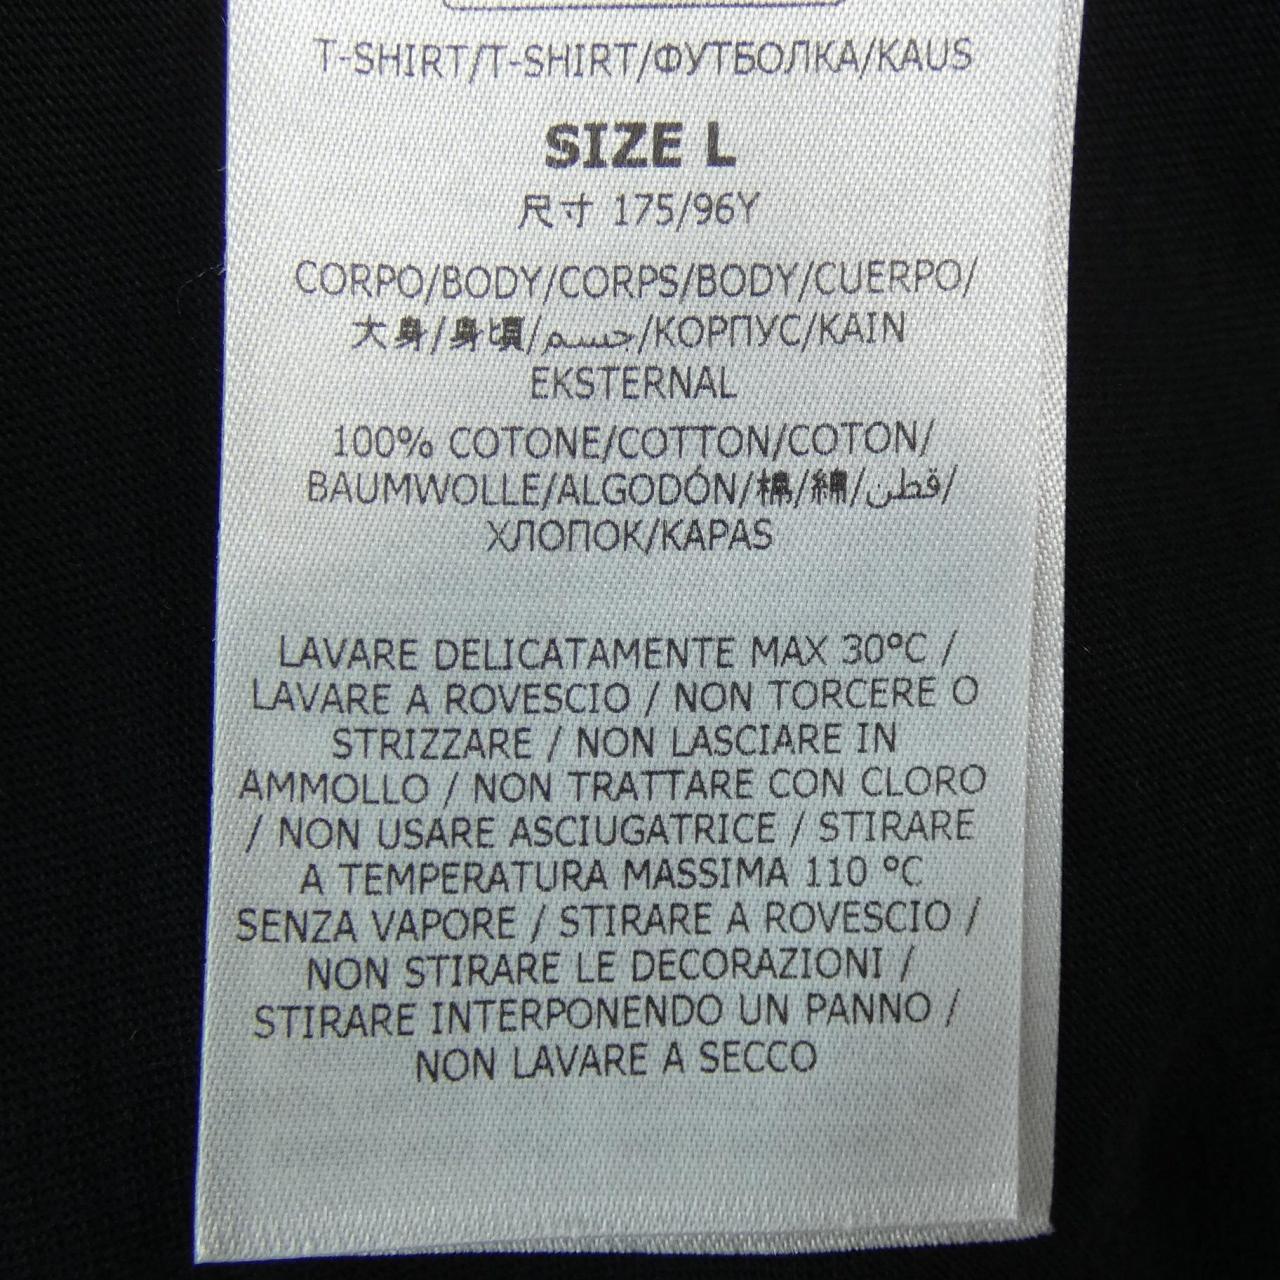 T-SHIRT/T-SHIRT/ФУТБОЛКА/KAUS
SIZE L
尺寸 175/96Y
CORPO/BODY/CORPS/BODY/CUERPO/
大身/身頃/جسم/КОРПУС/KAIN
EKSTERNAL
100% COTONE/COTTON/COTON/
BAUMWOLLE/ALGODÓN/棉/綿/قطن/
ХЛОПОК/KAPAS
LAVARE DELICATAMENTE MAX 30°C /
LAVARE A ROVESCIO / NON TORCERE O
STRIZZARE / NON LASCIARE IN
AMMOLLO / NON TRATTARE CON CLORO
/ NON USARE ASCIUGATRICE / STIRARE
A TEMPERATURA MASSIMA 110 °C
SENZA VAPORE / STIRARE A ROVESCIO /
NON STIRARE LE DECORAZIONI /
STIRARE INTERPONENDO UN PANNO /
NON LAVARE A SECCO